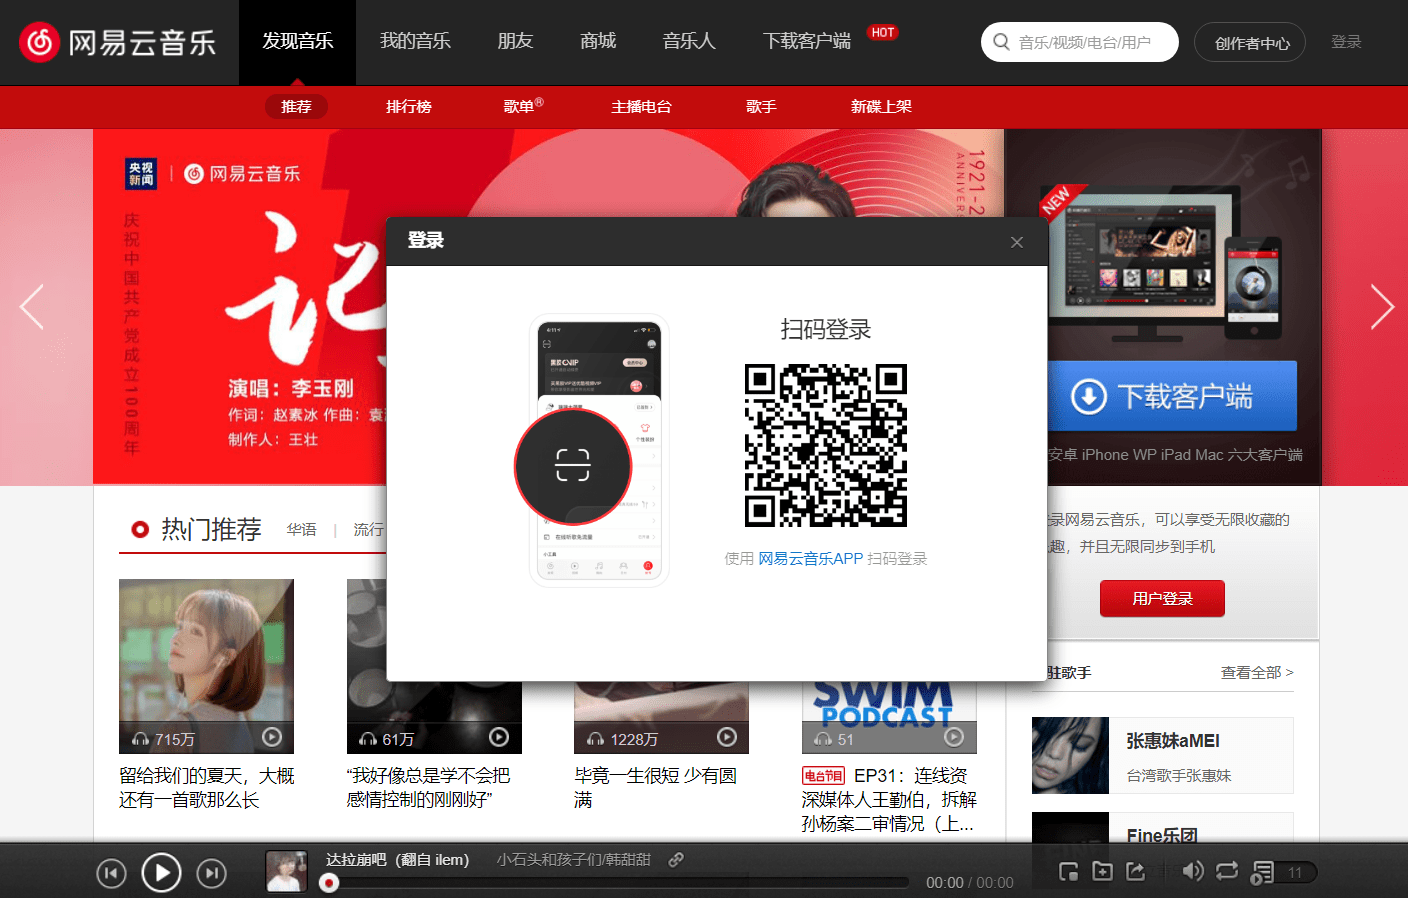 网易云音乐
发现音乐
我的音乐
朋友
商城
音乐人
下载客户端
HOT
音乐/视频/电台/用户
创作者中心
登录
推荐
排行榜
歌单®
主播电台
歌手
新碟上架
央视新闻
网易云音乐
庆祝中国共产党成立100周年
记
演唱：李玉刚
作词：赵素冰 作曲：袁
制作人：王壮
1921-2
ANNIVERS
NEW
下载客户端
安卓 iPhone WP iPad Mac 六大客户端
登录
扫码登录
使用 网易云音乐APP 扫码登录
在线听歌免流量
小工具
热门推荐
华语
流行
录网易云音乐，可以享受无限收藏的
趣，并且无限同步到手机
用户登录
驻歌手
查看全部 >
张惠妹aMEI
台湾歌手张惠妹
Fine乐团
715万
61万
1228万
SWIM
PODCAST
51
留给我们的夏天，大概
还有一首歌那么长
“我好像总是学不会把
感情控制的刚刚好”
毕竟一生很短 少有圆
满
电台节目 EP31：连线资
深媒体人王勤伯，拆解
孙杨案二审情况（上...
达拉崩吧（翻自 ilem）
小石头和孩子们/韩甜甜
00:00 / 00:00
11